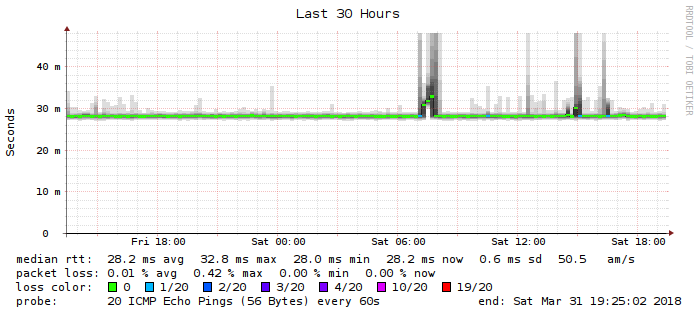 Last 30 Hours
RRDTOOL / TOBI OETIKER
Seconds
40 m
30 m
20 m
10 m
0
Fri 18:00 Sat 00:00 Sat 06:00 Sat 12:00 Sat 18:00
median rtt: 28.2 ms avg 32.8 ms max 28.0 ms min 28.2 ms now 0.6 ms sd 50.5 am/s
packet loss: 0.01 % avg 0.42 % max 0.00 % min 0.00 % now
loss color: 0 1/20 2/20 3/20 4/20 10/20 19/20
probe: 20 ICMP Echo Pings (56 Bytes) every 60s end: Sat Mar 31 19:25:02 2018